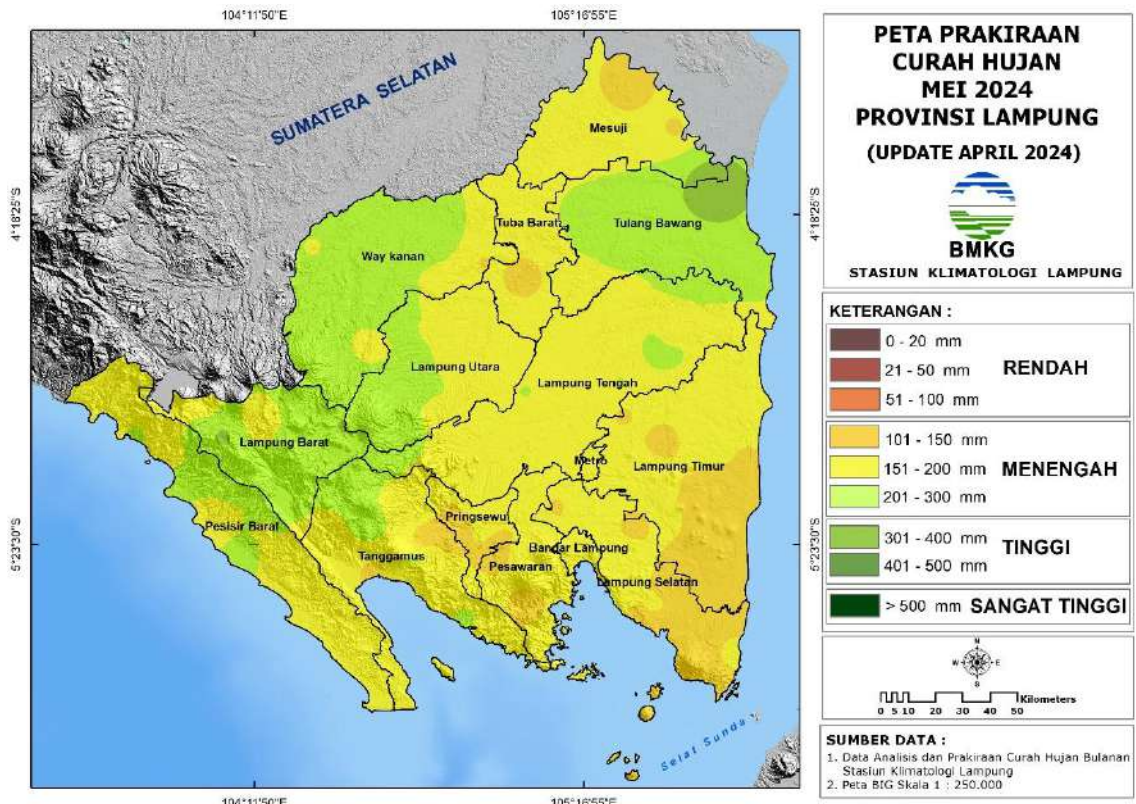 104°11'50"E
105°16'55"E
SUMATERA SELATAN
Mesuji
Tuba Barat
Tulang Bawang
Way kanan
Lampung Utara
Lampung Tengah
Lampung Barat
Metro
Lampung Timur
Pringsewu
Pesisir Barat
Tanggamus
Bandar Lampung
Pesawaran
Lampung Selatan
Selat Sunda
4°18'25"S
4°18'25"S
5°23'30"S
5°23'30"S
104°11'50"E
105°16'55"E
PETA PRAKIRAAN
CURAH HUJAN
MEI 2024
PROVINSI LAMPUNG
(UPDATE APRIL 2024)
BMKG
STASIUN KLIMATOLOGI LAMPUNG
KETERANGAN :
0 - 20 mm
21 - 50 mm
RENDAH
51 - 100 mm
101 - 150 mm
151 - 200 mm
MENENGAH
201 - 300 mm
301 - 400 mm
TINGGI
401 - 500 mm
> 500 mm SANGAT TINGGI
N
W E
S
Kilometers
0 5 10 20 30 40 50
SUMBER DATA :
1. Data Analisis dan Prakiraan Curah Hujan Bulanan
Stasiun Klimatologi Lampung
2. Peta BIG Skala 1 : 250.000